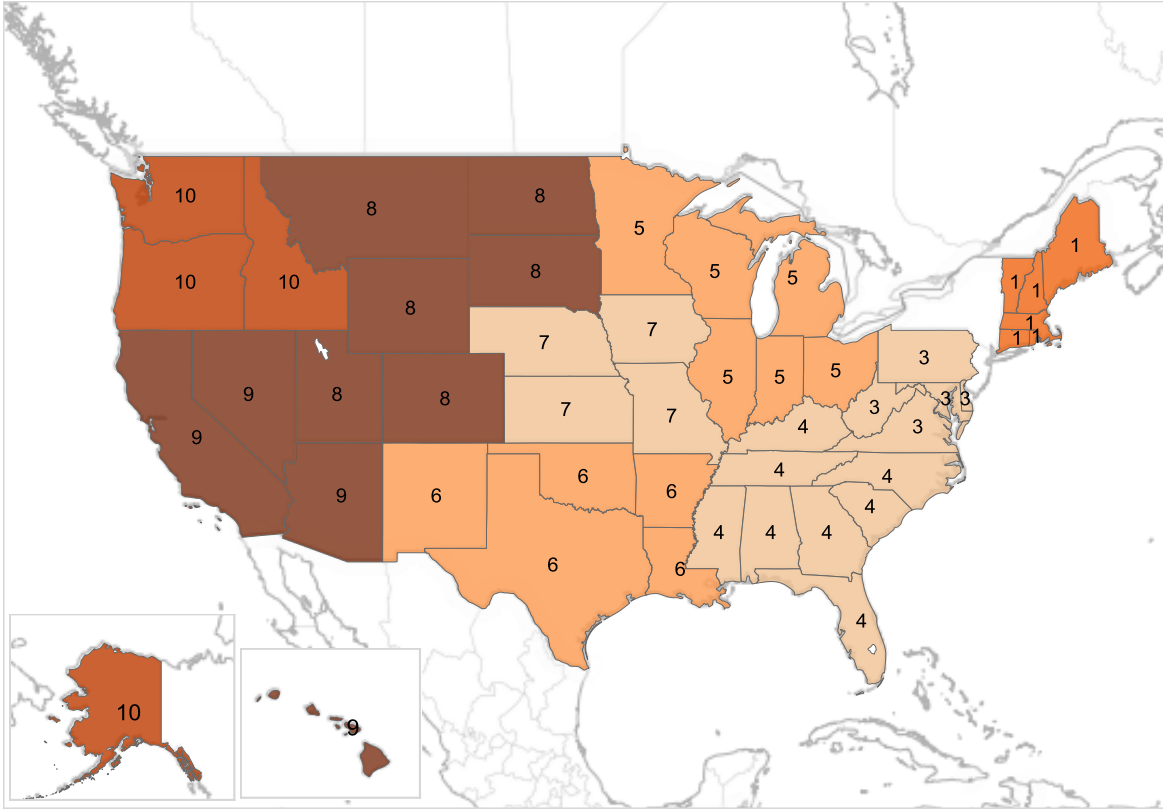 10 8 8 5 1
10 10 8 8 5 5 1 1
7 7 1
1 1
9 8 8 7 5 5 5 3
9 7 7 3 3 3
4 3
9 6 6 6 4 4
4
6 6 4 4 4
4
10 9